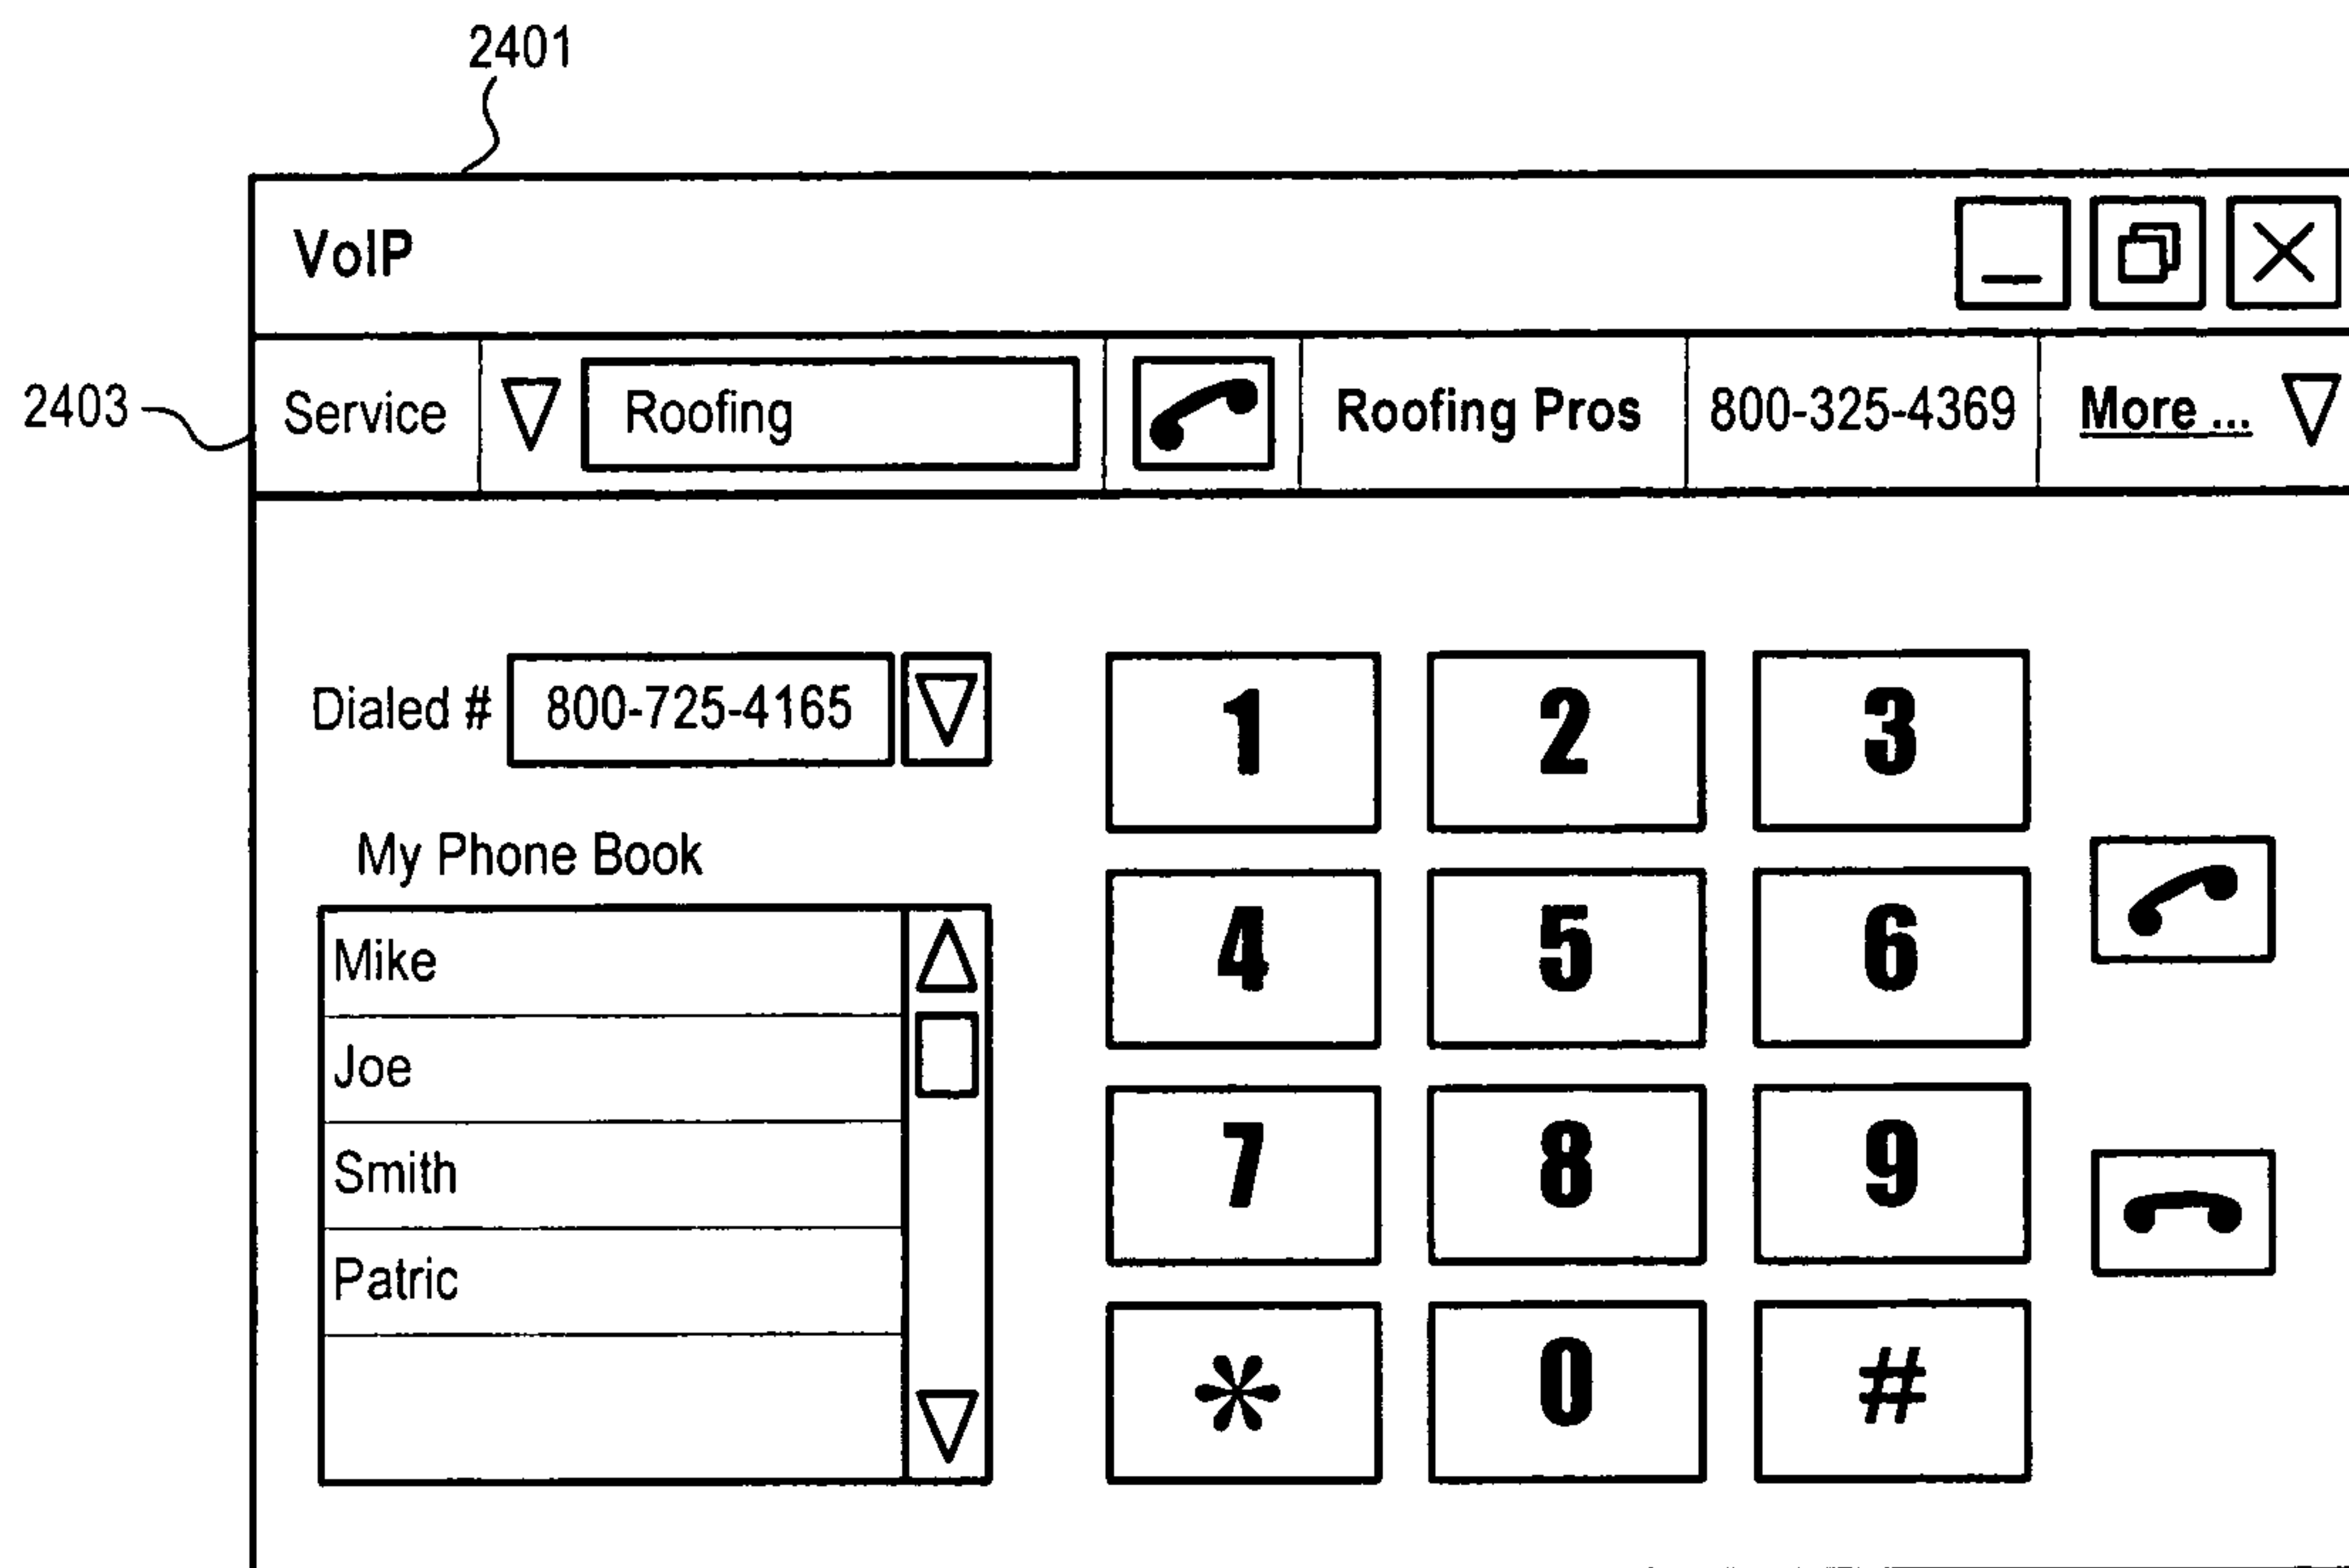 2401
VoIP
2403
Service Roofing Roofing Pros 800-325-4369 More ...
Dialed # 800-725-4165
My Phone Book
Mike
Joe
Smith
Patric
1 2 3
4 5 6
7 8 9
* 0 #